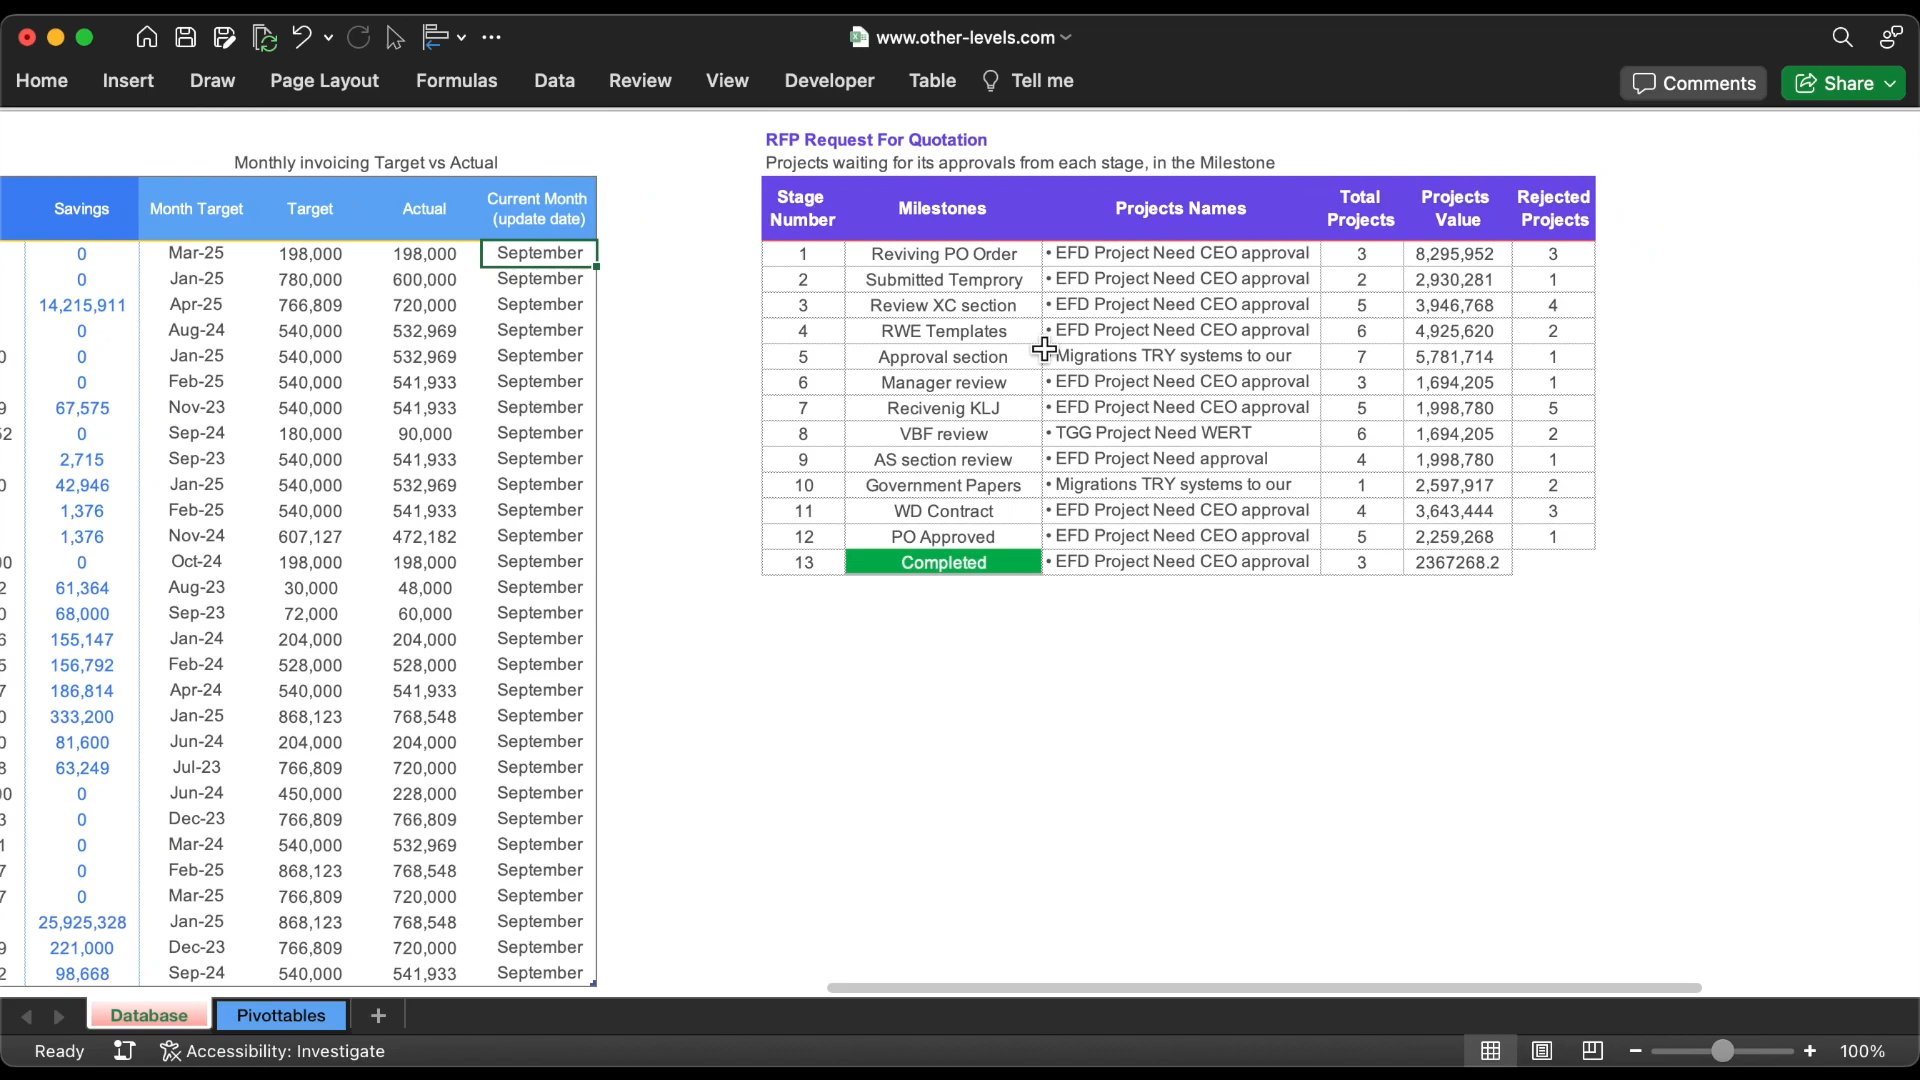 www.other-levels.com
Home Insert Draw Page Layout Formulas Data Review View Developer Table Tell me Comments Share
Monthly invoicing Target vs Actual
Savings Month Target Target Actual Current Month (update date)
0 Mar-25 198,000 198,000 September
0 Jan-25 780,000 600,000 September
14,215,911 Apr-25 766,809 720,000 September
0 Aug-24 540,000 532,969 September
0 Jan-25 540,000 532,969 September
0 Feb-25 540,000 541,933 September
67,575 Nov-23 540,000 541,933 September
0 Sep-24 180,000 90,000 September
2,715 Sep-23 540,000 541,933 September
42,946 Jan-25 540,000 532,969 September
1,376 Feb-25 540,000 541,933 September
1,376 Nov-24 607,127 472,182 September
0 Oct-24 198,000 198,000 September
61,364 Aug-23 30,000 48,000 September
68,000 Sep-23 72,000 60,000 September
155,147 Jan-24 204,000 204,000 September
156,792 Feb-24 528,000 528,000 September
186,814 Apr-24 540,000 541,933 September
333,200 Jan-25 868,123 768,548 September
81,600 Jun-24 204,000 204,000 September
63,249 Jul-23 766,809 720,000 September
0 Jun-24 450,000 228,000 September
0 Dec-23 766,809 766,809 September
0 Mar-24 540,000 532,969 September
0 Feb-25 868,123 768,548 September
0 Mar-25 766,809 720,000 September
25,925,328 Jan-25 868,123 768,548 September
221,000 Dec-23 766,809 720,000 September
98,668 Sep-24 540,000 541,933 September
RFP Request For Quotation
Projects waiting for its approvals from each stage, in the Milestone
Stage Number Milestones Projects Names Total Projects Projects Value Rejected Projects
1 Reviving PO Order • EFD Project Need CEO approval 3 8,295,952 3
2 Submitted Temprory • EFD Project Need CEO approval 2 2,930,281 1
3 Review XC section • EFD Project Need CEO approval 5 3,946,768 4
4 RWE Templates • EFD Project Need CEO approval 6 4,925,620 2
5 Approval section Migrations TRY systems to our 7 5,781,714 1
6 Manager review • EFD Project Need CEO approval 3 1,694,205 1
7 Recivenig KLJ • EFD Project Need CEO approval 5 1,998,780 5
8 VBF review • TGG Project Need WERT 6 1,694,205 2
9 AS section review • EFD Project Need approval 4 1,998,780 1
10 Government Papers • Migrations TRY systems to our 1 2,597,917 2
11 WD Contract • EFD Project Need CEO approval 4 3,643,444 3
12 PO Approved • EFD Project Need CEO approval 5 2,259,268 1
13 Completed • EFD Project Need CEO approval 3 2367268.2
Database Pivottables
Ready Accessibility: Investigate 100%